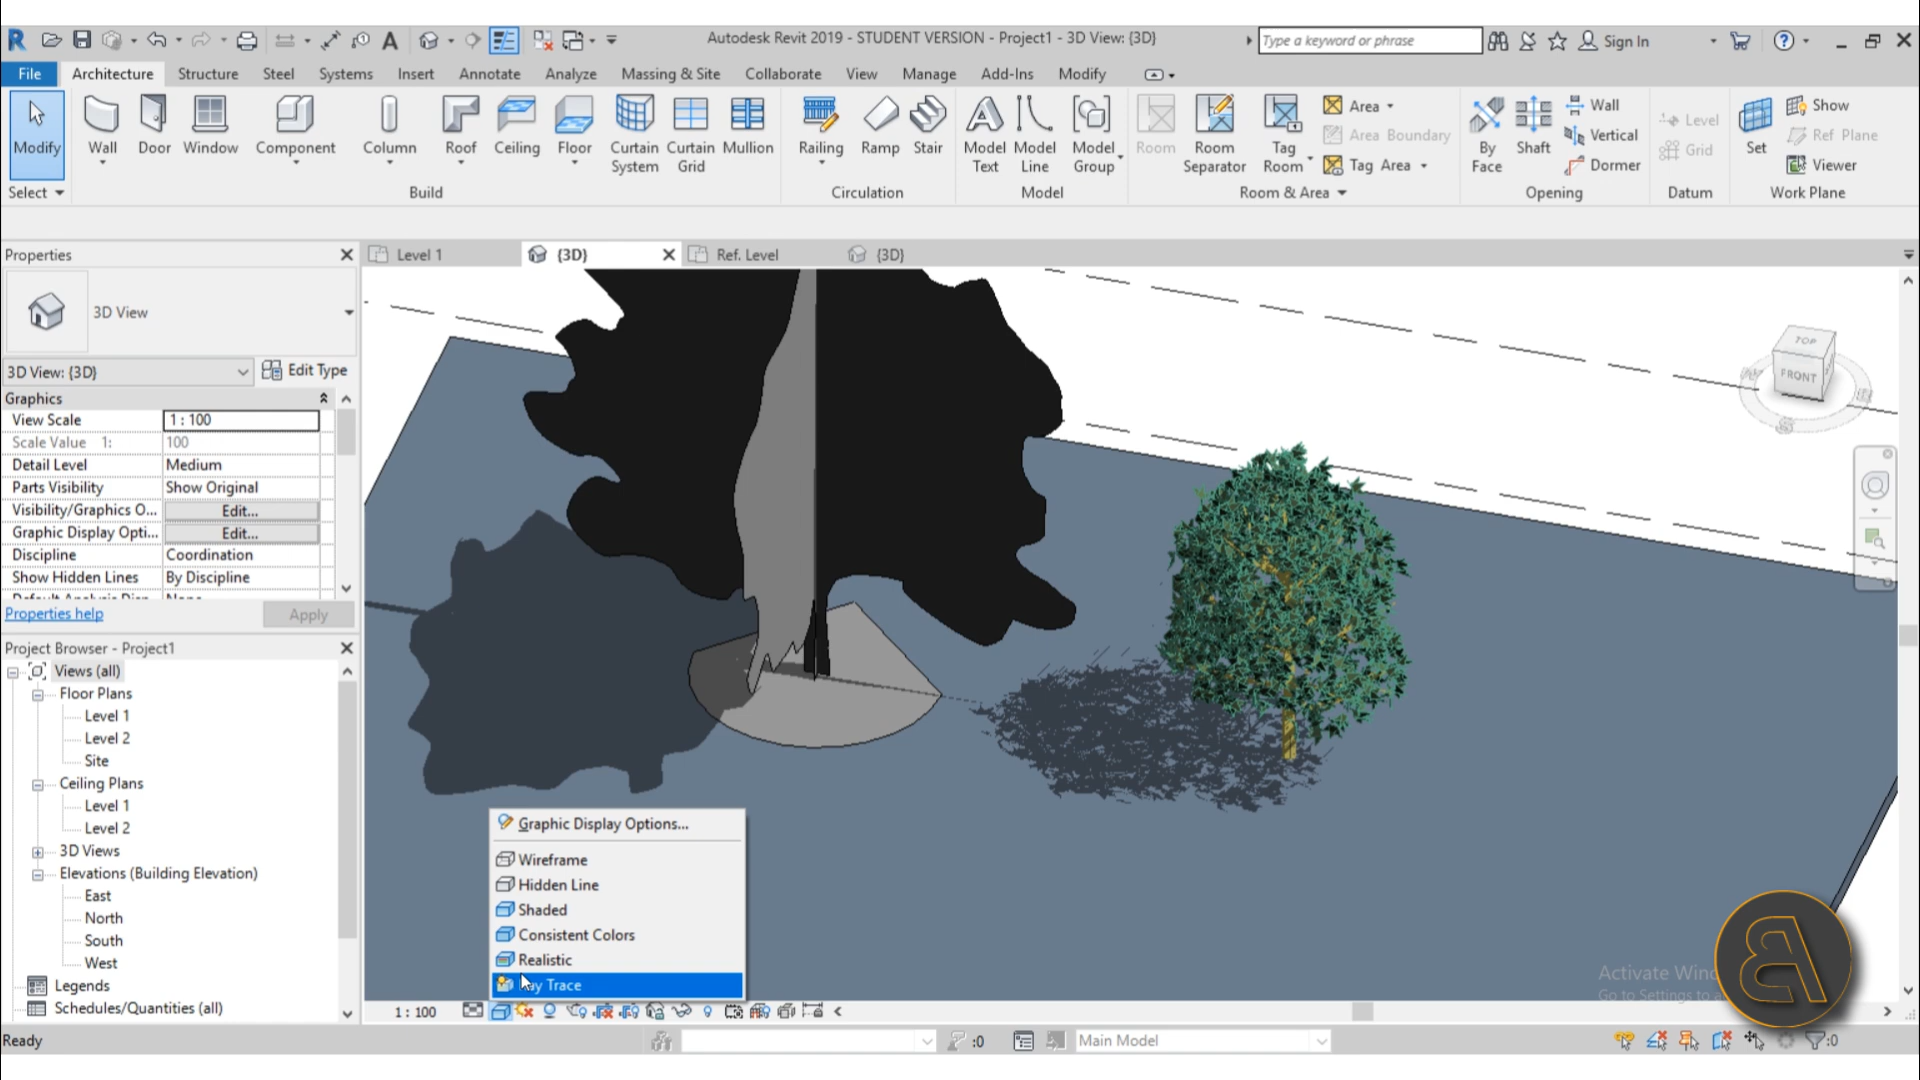 Autodesk Revit 2019 - STUDENT VERSION - Project1 - 3D View: {3D}
Type a keyword or phrase
Sign In
File Architecture Structure Steel Systems Insert Annotate Analyze Massing & Site Collaborate View Manage Add-Ins Modify
Modify
Wall
Door
Window
Component
Column
Roof
Ceiling
Floor
Curtain System
Curtain Grid
Mullion
Railing
Ramp
Stair
Model Text
Model Line
Model Group
Room
Room Separator
Tag Room
Area
Area Boundary
Tag Area
By Face
Shaft
Wall
Vertical
Dormer
Level
Grid
Set
Show
Ref Plane
Viewer
Select
Build
Circulation
Model
Room & Area
Opening
Datum
Work Plane
Properties
Level 1
{3D}
Ref. Level
{3D}
3D View
3D View: {3D}
Edit Type
Graphics
View Scale 1 : 100
Scale Value 1: 100
Detail Level Medium
Parts Visibility Show Original
Visibility/Graphics O... Edit...
Graphic Display Opti... Edit...
Discipline Coordination
Show Hidden Lines By Discipline
Properties help
Apply
Project Browser - Project1
Views (all)
Floor Plans
Level 1
Level 2
Site
Ceiling Plans
Level 1
Level 2
3D Views
Elevations (Building Elevation)
East
North
South
West
Legends
Schedules/Quantities (all)
TOP
FRONT
Graphic Display Options...
Wireframe
Hidden Line
Shaded
Consistent Colors
Realistic
ay Trace
1 : 100
Activate Wind
Go to Settings to a
Ready
:0
Main Model
:0